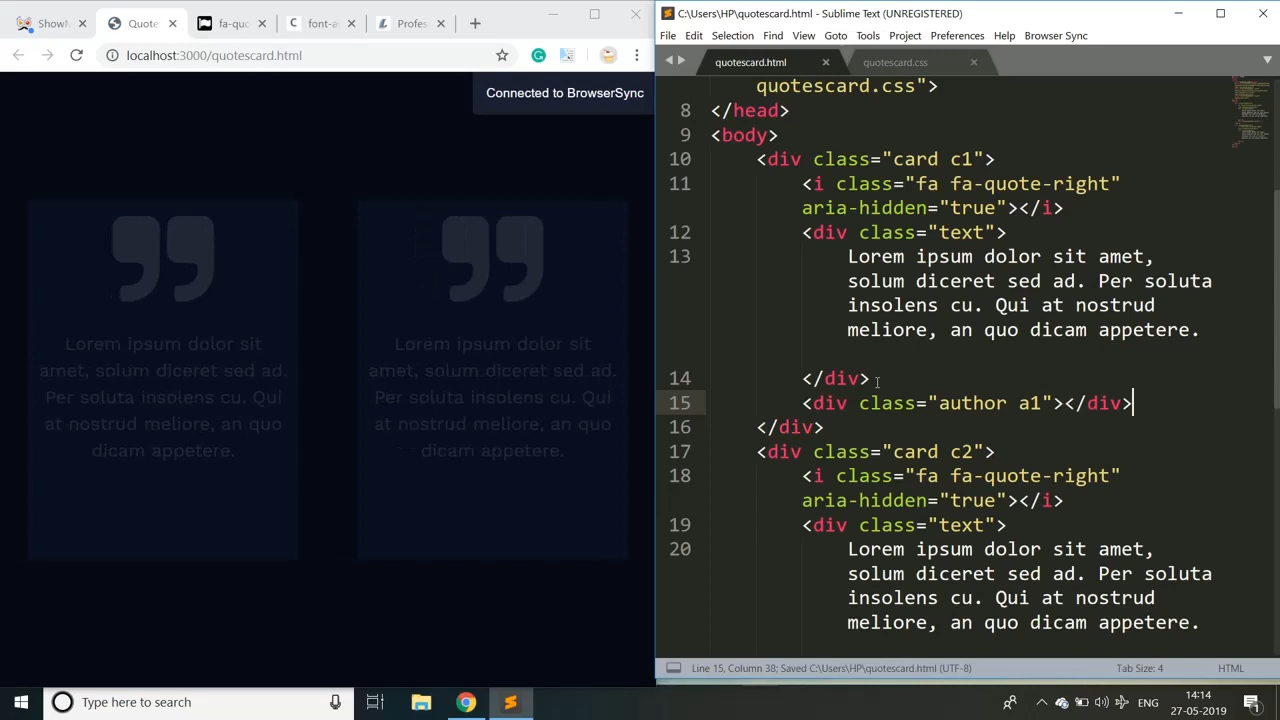 ShowM
Quote
fa-quo
font-aw
Profes
localhost:3000/quotescard.html
Connected to BrowserSync
Lorem ipsum dolor sit
amet, solum diceret sed ad.
Per soluta insolens cu. Qui
at nostrud meliore, an quo
dicam appetere.
Lorem ipsum dolor sit
amet, solum diceret sed ad.
Per soluta insolens cu. Qui
at nostrud meliore, an quo
dicam appetere.
C:\Users\HP\quotescard.html - Sublime Text (UNREGISTERED)
File Edit Selection Find View Goto Tools Project Preferences Help Browser Sync
quotescard.html
quotescard.css
quotescard.css">
8 </head>
9 <body>
10 <div class="card c1">
11 <i class="fa fa-quote-right"
aria-hidden="true"></i>
12 <div class="text">
13 Lorem ipsum dolor sit amet,
solum diceret sed ad. Per soluta
insolens cu. Qui at nostrud
meliore, an quo dicam appetere.
14 </div>
15 <div class="author a1"></div>
16 </div>
17 <div class="card c2">
18 <i class="fa fa-quote-right"
aria-hidden="true"></i>
19 <div class="text">
20 Lorem ipsum dolor sit amet,
solum diceret sed ad. Per soluta
insolens cu. Qui at nostrud
meliore, an quo dicam appetere.
Line 15, Column 38; Saved C:\Users\HP\quotescard.html (UTF-8)
Tab Size: 4
HTML
Type here to search
ENG
14:14
27-05-2019